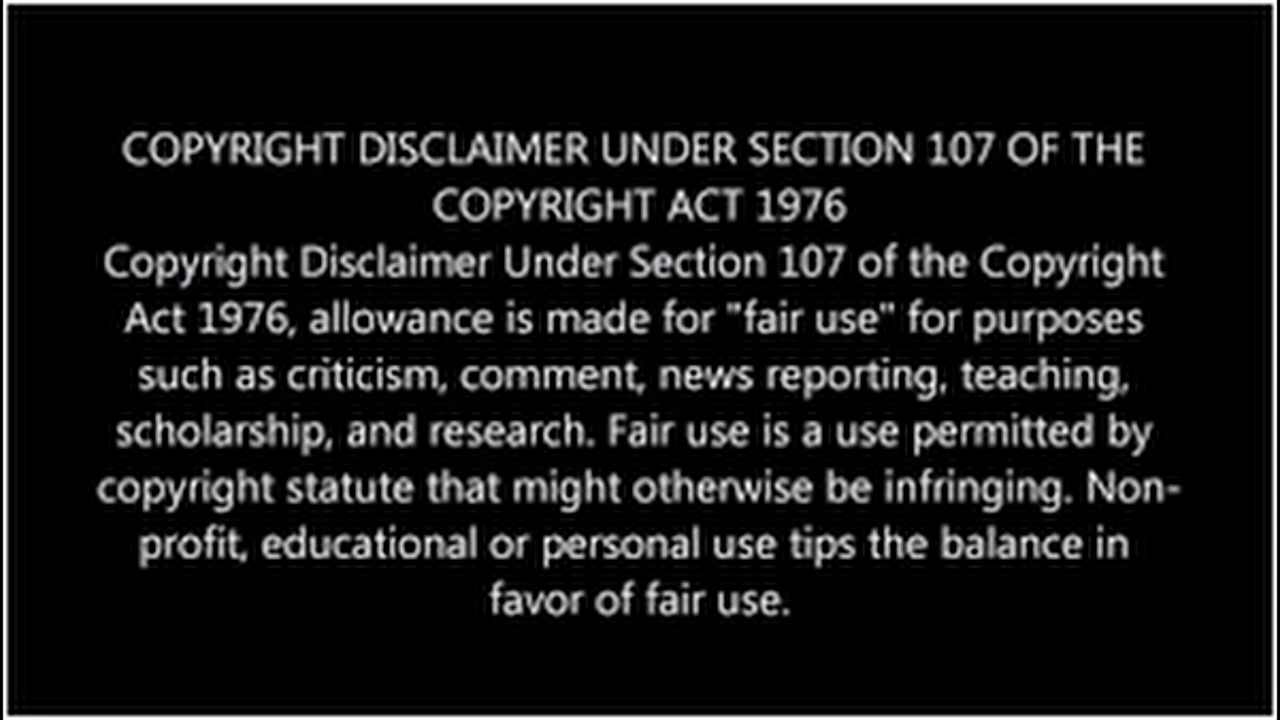 COPYRIGHT DISCLAIMER UNDER SECTION 107 OF THE
COPYRIGHT ACT 1976
Copyright Disclaimer Under Section 107 of the Copyright
Act 1976, allowance is made for "fair use" for purposes
such as criticism, comment, news reporting, teaching,
scholarship, and research. Fair use is a use permitted by
copyright statute that might otherwise be infringing. Non-
profit, educational or personal use tips the balance in
favor of fair use.